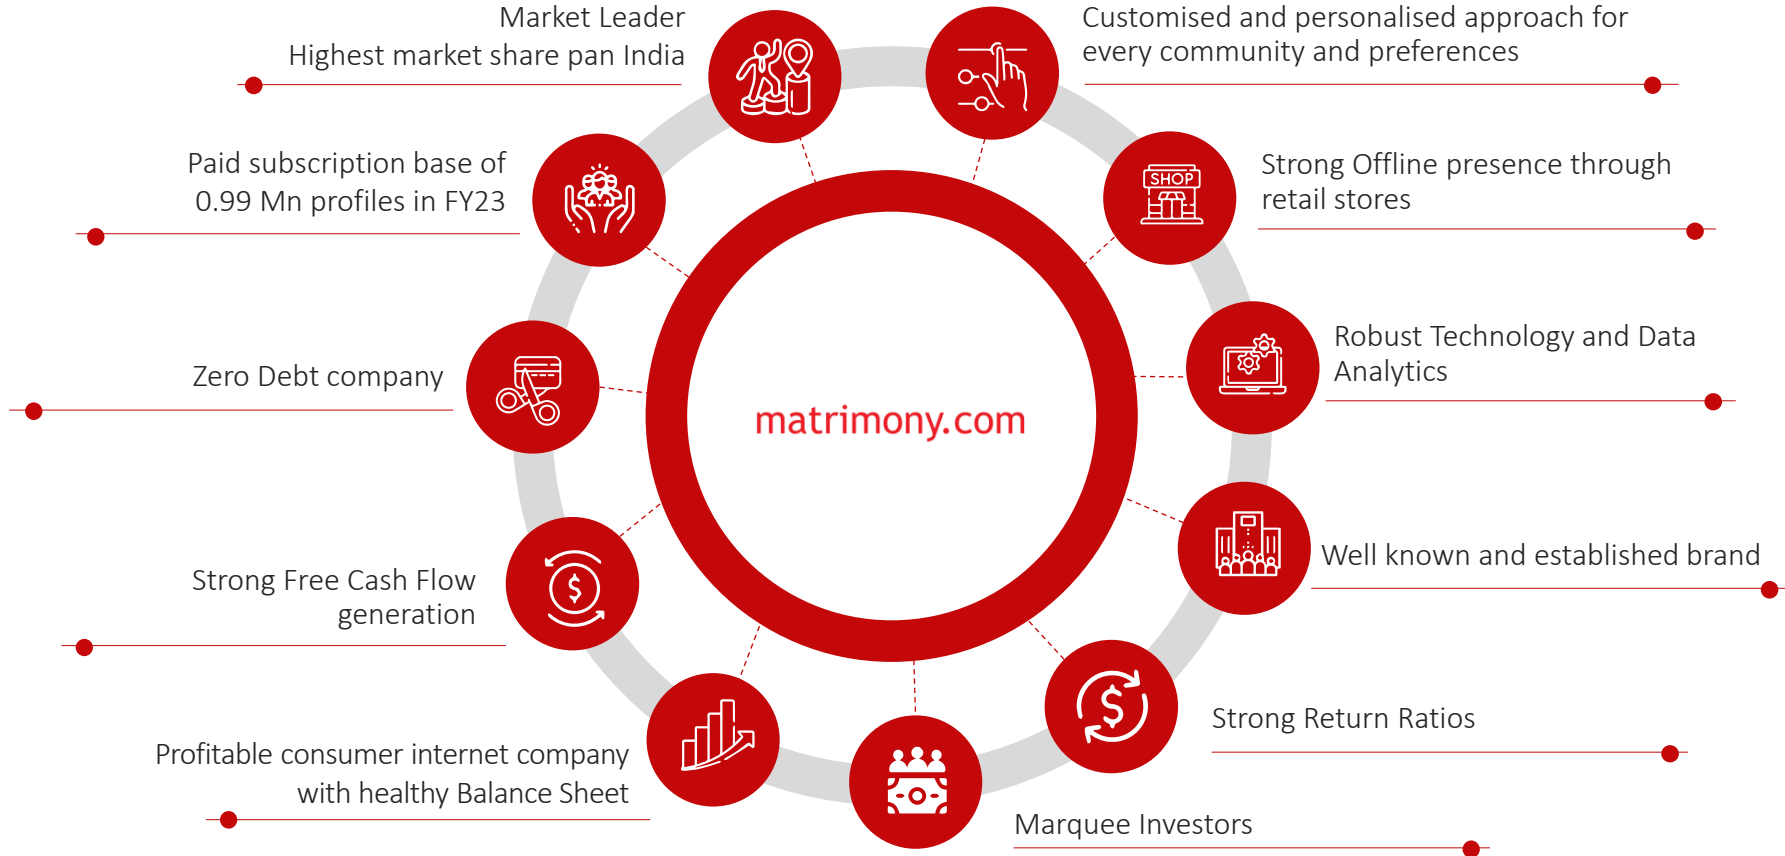 Market Leader
Highest market share pan India
Customised and personalised approach for
every community and preferences
Paid subscription base of
0.99 Mn profiles in FY23
SHOP
Strong Offline presence through
retail stores
Zero Debt company
Robust Technology and Data
Analytics
matrimony.com
Strong Free Cash Flow
generation
Well known and established brand
Profitable consumer internet company
with healthy Balance Sheet
Strong Return Ratios
Marquee Investors